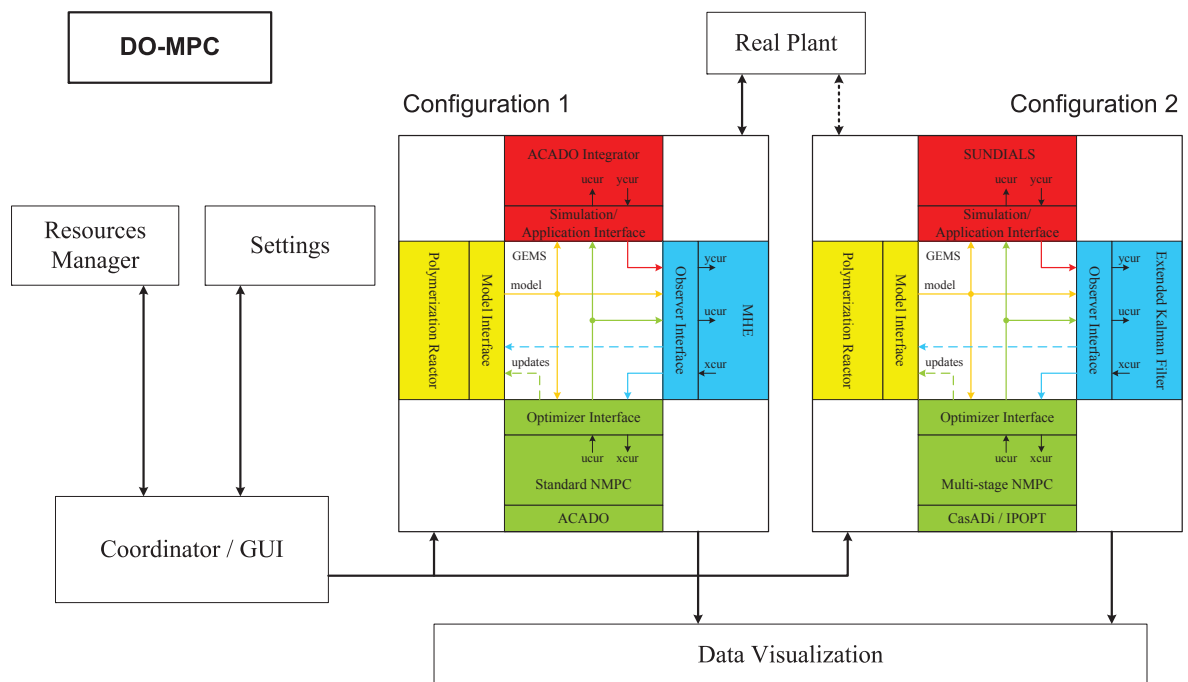 DO-MPC
Real Plant
Configuration 1
Configuration 2
Resources
Manager
Settings
Coordinator / GUI
ACADO Integrator
ucur ycur
Simulation/
Application Interface
Polymerization Reactor
Model Interface
GEMS
model
updates
Observer Interface
ycur
ucur
xcur
MHE
Optimizer Interface
ucur xcur
Standard NMPC
ACADO
SUNDIALS
ucur ycur
Simulation/
Application Interface
Polymerization Reactor
Model Interface
GEMS
model
updates
Observer Interface
ycur
ucur
xcur
Extended Kalman Filter
Optimizer Interface
ucur xcur
Multi-stage NMPC
CasADi / IPOPT
Data Visualization